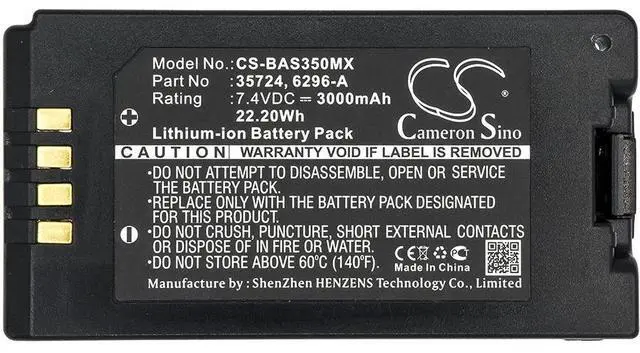 Model No.: CS-BAS350MX
Part No : 35724, 6296-A
Rating : 7.4VDC ⎓ 3000mAh
22.20Wh
Lithium-ion Battery Pack
CS
Cameron Sino
CAUTION WARRANTY VOID IF LABEL IS REMOVED
•DO NOT ATTEMPT TO DISASSEMBLE, OPEN OR SERVICE
THE BATTERY PACK.
•REPLACE ONLY WITH THE BATTERY PACK DESIGNATED
FOR THIS PRODUCT.
•DO NOT CRUSH, PUNCTURE, SHORT EXTERNAL CONTACTS
OR DISPOSE OF IN FIRE OR WATER.
•DO NOT STORE ABOVE 60°C (140°F).
CE FC
Made In China
Manufacture by : ShenZhen HENZENS Technology Co., Limited